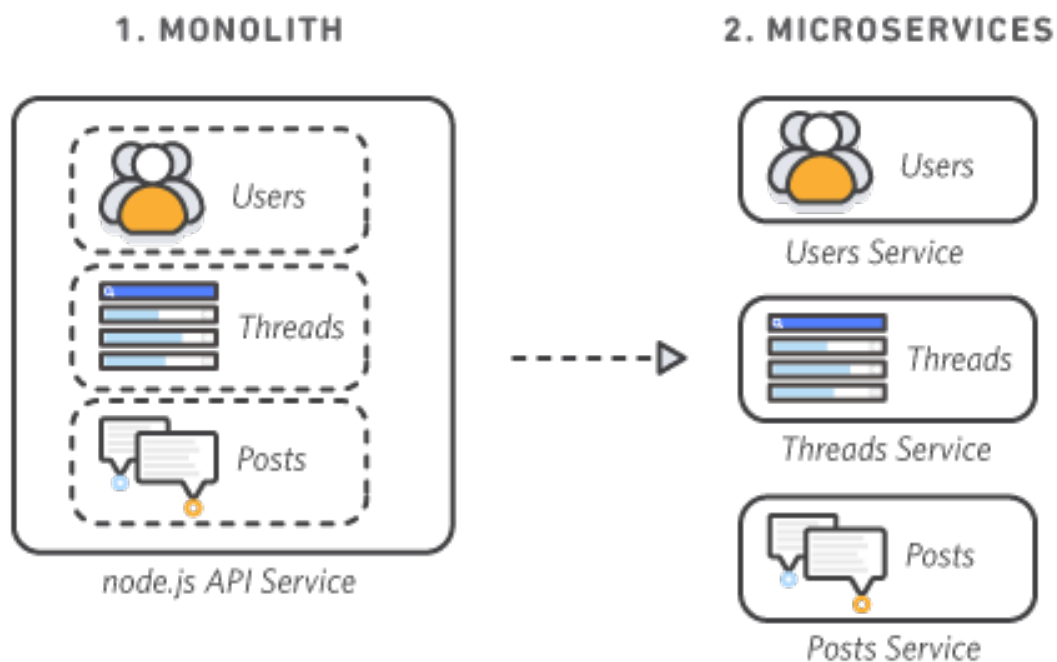 1. MONOLITH
Users
Threads
Posts
node.js API Service
2. MICROSERVICES
Users
Users Service
Threads
Threads Service
Posts
Posts Service